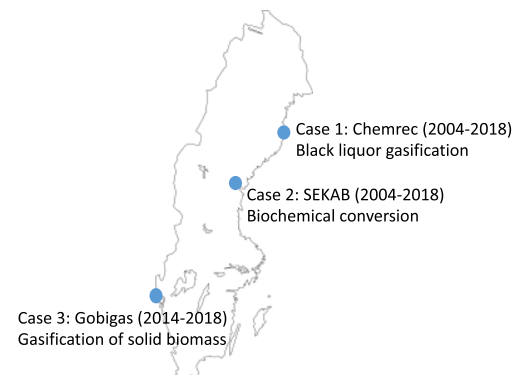 Case 1: Chemrec (2004-2018)
Black liquor gasification
Case 2: SEKAB (2004-2018)
Biochemical conversion
Case 3: Gobigas (2014-2018)
Gasification of solid biomass